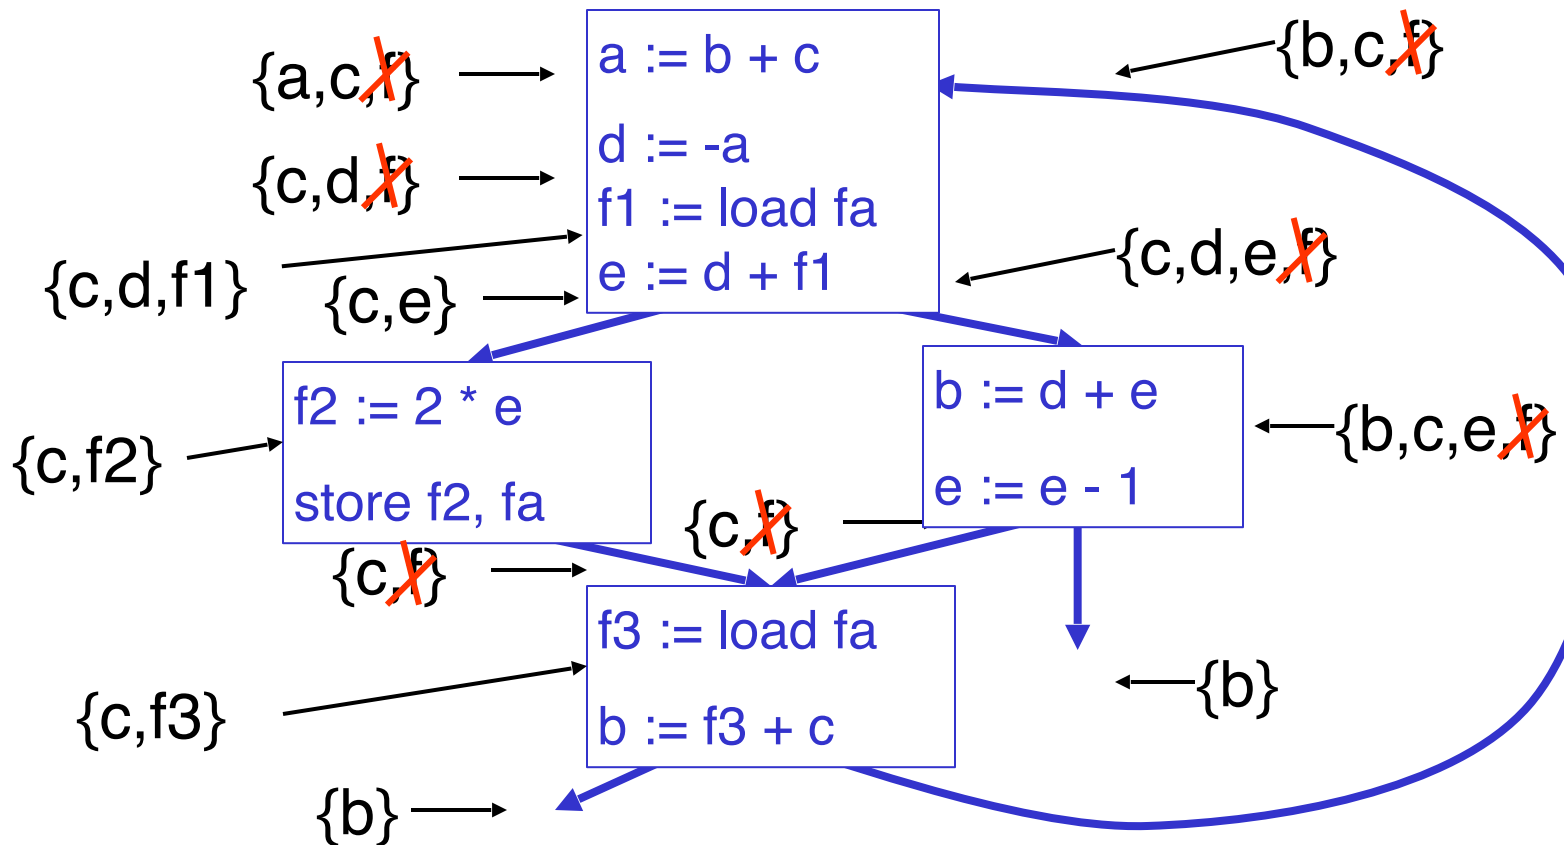 {a,c,f}
a := b + c
{b,c,f}
d := -a
{c,d,f}
f1 := load fa
{c,d,f1}
e := d + f1
{c,d,e,f}
{c,e}
f2 := 2 * e
b := d + e
{c,f2}
{b,c,e,f}
store f2, fa
e := e - 1
{c,f}
{c,f}
f3 := load fa
{c,f3}
b := f3 + c
{b}
{b}